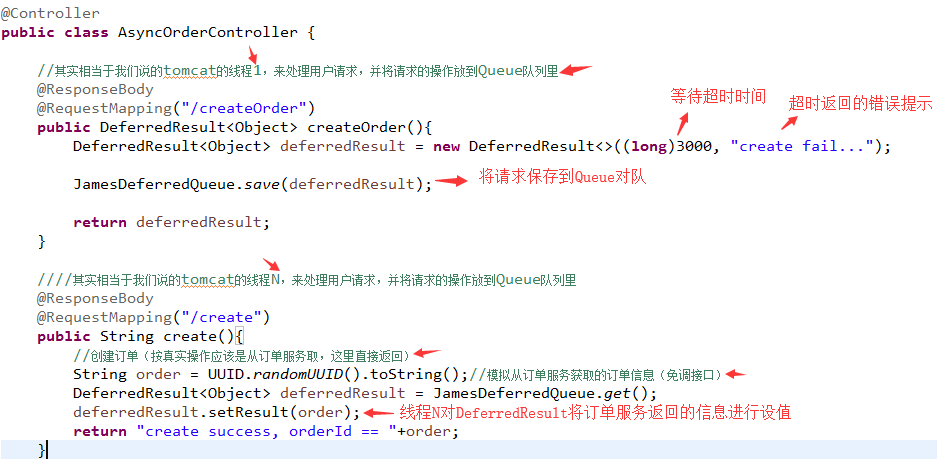 @Controller
public class AsyncOrderController {
//其实相当于我们说的tomcat的线程1，来处理用户请求，并将请求的操作放到Queue队列里
@ResponseBody
等待超时时间
超时返回的错误提示
@RequestMapping("/createOrder")
public DeferredResult<Object> createOrder(){
DeferredResult<Object> deferredResult = new DeferredResult<>((long)3000, "create fail...");
JamesDeferredQueue.save(deferredResult);
将请求保存到Queue对队
return deferredResult;
}
////其实相当于我们说的tomcat的线程N，来处理用户请求，并将请求的操作放到Queue队列里
@ResponseBody
@RequestMapping("/create")
public String create(){
//创建订单（按真实操作应该是从订单服务取，这里直接返回）
String order = UUID.randomUUID().toString();//模拟从订单服务获取的订单信息（免调接口）
DeferredResult<Object> deferredResult = JamesDeferredQueue.get();
deferredResult.setResult(order);
线程N对DeferredResult将订单服务返回的信息进行设值
return "create success, orderId == "+order;
}